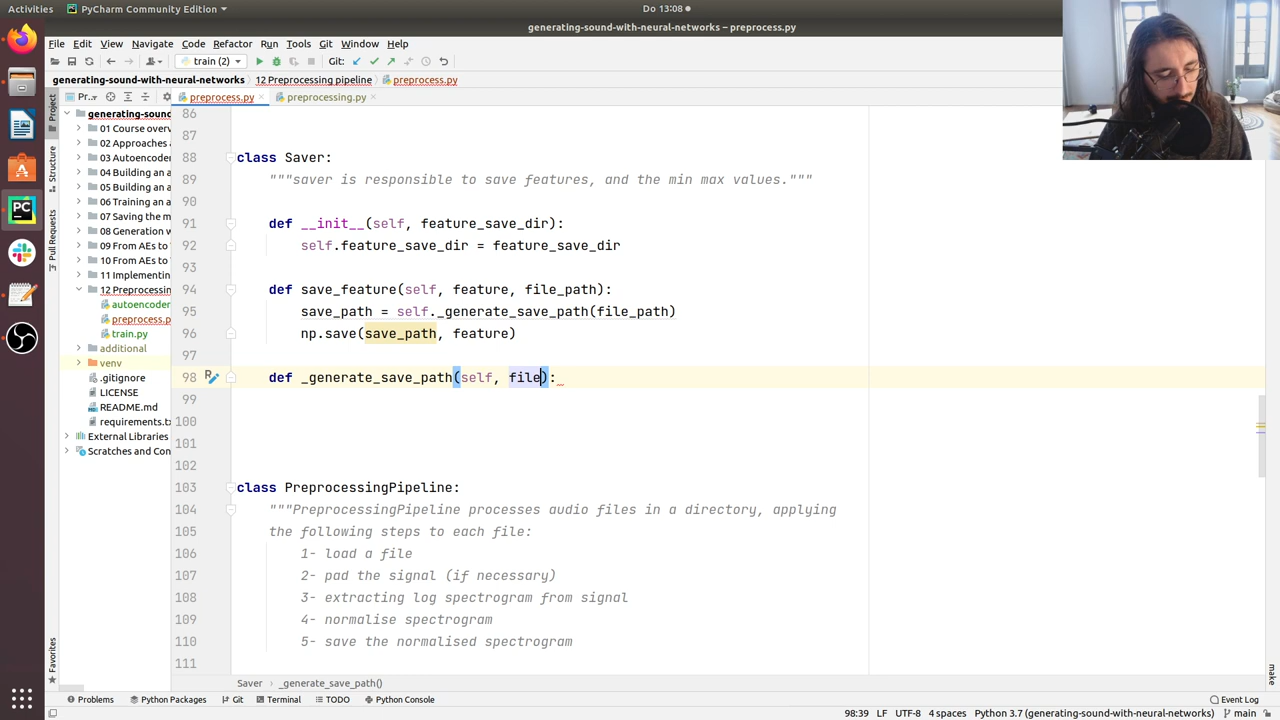 Activities PyCharm Community Edition Do 13:08
generating-sound-with-neural-networks – preprocess.py
File Edit View Navigate Code Refactor Run Tools Git Window Help
train (2) Git:
generating-sound-with-neural-networks 12 Preprocessing pipeline preprocess.py
Project Pr... preprocess.py preprocessing.py
generating-sound
01 Course overv
02 Approaches
03 Autoencoder
04 Building an a
05 Building an a
06 Training an a
07 Saving the m
08 Generation w
09 From AEs to
10 From AEs to
11 Implementin
12 Preprocessin
autoencoder
preprocess.p
train.py
additional
venv
.gitignore
LICENSE
README.md
requirements.tx
External Libraries
Scratches and Con
Structure
Pull Requests
Favorites
86
87
88 class Saver:
89 """saver is responsible to save features, and the min max values."""
90
91 def __init__(self, feature_save_dir):
92 self.feature_save_dir = feature_save_dir
93
94 def save_feature(self, feature, file_path):
95 save_path = self._generate_save_path(file_path)
96 np.save(save_path, feature)
97
98 def _generate_save_path(self, file):
99
100
101
102
103 class PreprocessingPipeline:
104 """PreprocessingPipeline processes audio files in a directory, applying
105 the following steps to each file:
106 1- load a file
107 2- pad the signal (if necessary)
108 3- extracting log spectrogram from signal
109 4- normalise spectrogram
110 5- save the normalised spectrogram
111
make
Saver › _generate_save_path()
Problems Python Packages Git Terminal TODO Python Console Event Log
98:39 LF UTF-8 4 spaces Python 3.7 (generating-sound-with-neural-networks) main